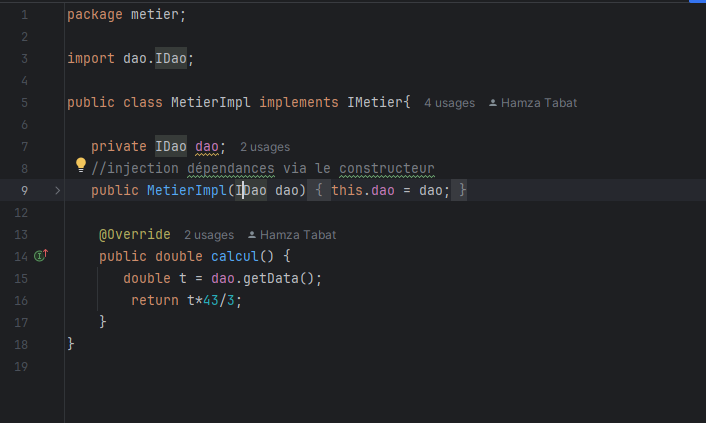 1 package metier;
2
3 import dao.IDao;
4
5 public class MetierImpl implements IMetier{ 4 usages Hamza Tabat
6
7 private IDao dao; 2 usages
8 //injection dépendances via le constructeur
9 public MetierImpl(IDao dao) { this.dao = dao; }
12
13 @Override 2 usages Hamza Tabat
14 public double calcul() {
15 double t = dao.getData();
16 return t*43/3;
17 }
18 }
19